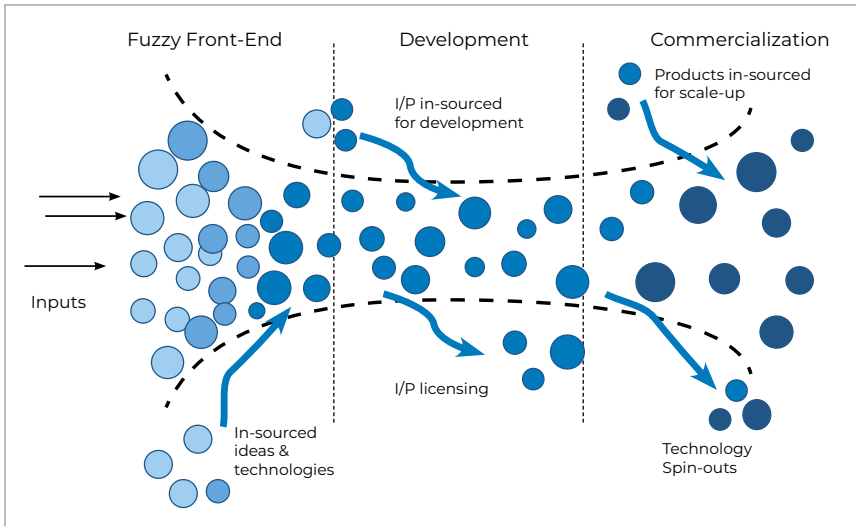 Fuzzy Front-End
Development
Commercialization
I/P in-sourced
for development
Products in-sourced
for scale-up
Inputs
I/P licensing
In-sourced
ideas &
technologies
Technology
Spin-outs